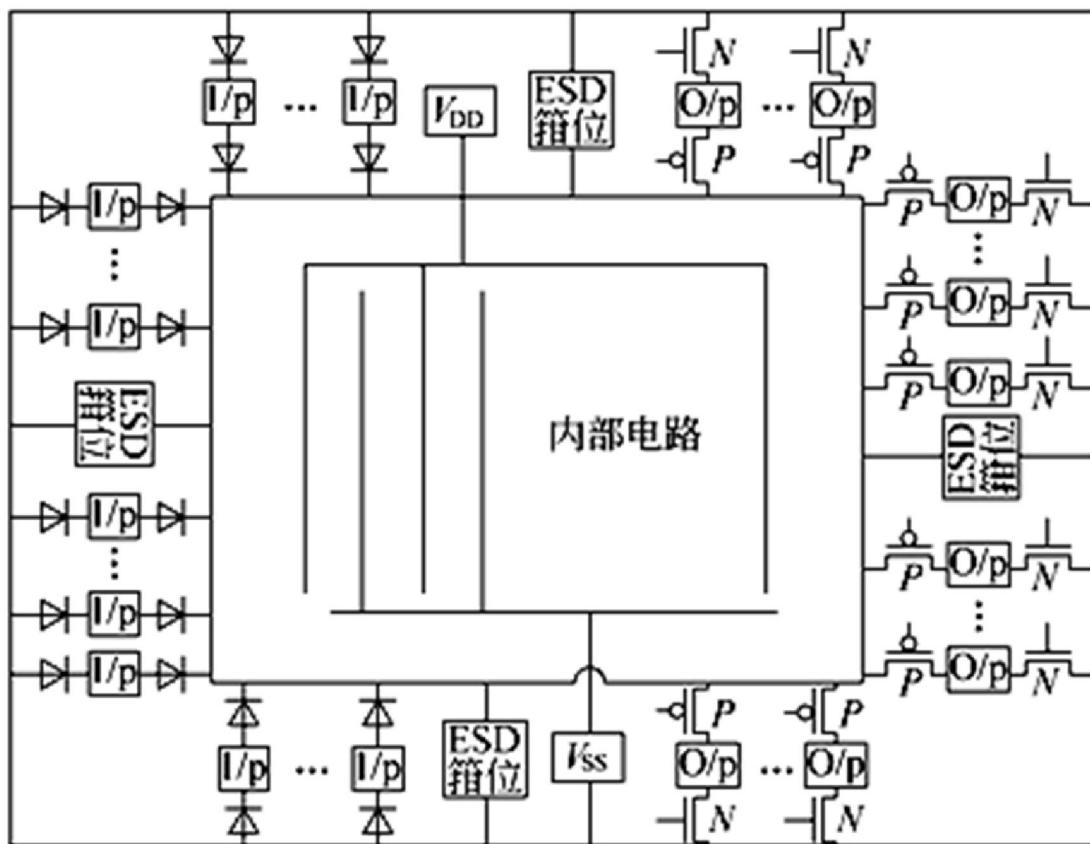 N
N
I/p ... I/p
V_DD
ESD
箝位
O/p ... O/p
P
P
I/p
P O/p N
...
...
I/p
P O/p N
P O/p N
ESD
箝位
内部电路
ESD
箝位
I/p
P O/p N
...
...
I/p
I/p
P O/p N
P
P
I/p ... I/p
ESD
箝位
V_SS
O/p ... O/p
N
N